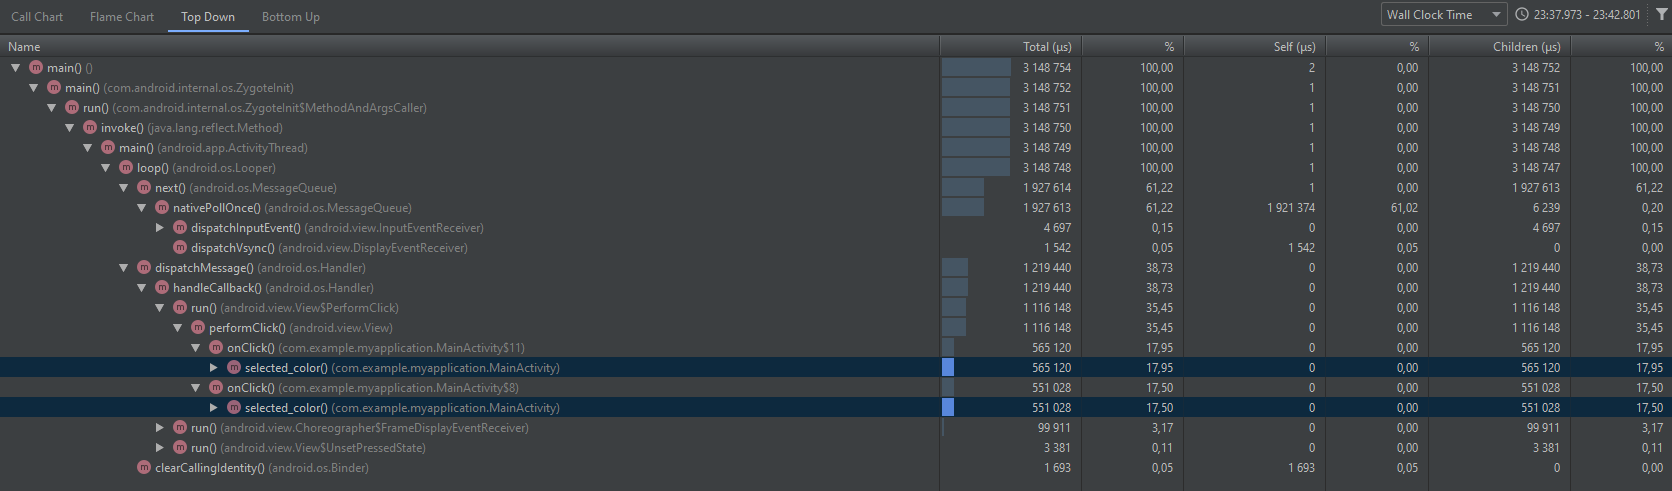 Call Chart Flame Chart Top Down Bottom Up Wall Clock Time 23:37.973 - 23:42.801
Name Total (µs) % Self (µs) % Children (µs) %
main() () 3 148 754 100,00 2 0,00 3 148 752 100,00
main() (com.android.internal.os.ZygoteInit) 3 148 752 100,00 1 0,00 3 148 751 100,00
run() (com.android.internal.os.ZygoteInit$MethodAndArgsCaller) 3 148 751 100,00 1 0,00 3 148 750 100,00
invoke() (java.lang.reflect.Method) 3 148 750 100,00 1 0,00 3 148 749 100,00
main() (android.app.ActivityThread) 3 148 749 100,00 1 0,00 3 148 748 100,00
loop() (android.os.Looper) 3 148 748 100,00 1 0,00 3 148 747 100,00
next() (android.os.MessageQueue) 1 927 614 61,22 1 0,00 1 927 613 61,22
nativePollOnce() (android.os.MessageQueue) 1 927 613 61,22 1 921 374 61,02 6 239 0,20
dispatchInputEvent() (android.view.InputEventReceiver) 4 697 0,15 0 0,00 4 697 0,15
dispatchVsync() (android.view.DisplayEventReceiver) 1 542 0,05 1 542 0,05 0 0,00
dispatchMessage() (android.os.Handler) 1 219 440 38,73 0 0,00 1 219 440 38,73
handleCallback() (android.os.Handler) 1 219 440 38,73 0 0,00 1 219 440 38,73
run() (android.view.View$PerformClick) 1 116 148 35,45 0 0,00 1 116 148 35,45
performClick() (android.view.View) 1 116 148 35,45 0 0,00 1 116 148 35,45
onClick() (com.example.myapplication.MainActivity$11) 565 120 17,95 0 0,00 565 120 17,95
selected_color() (com.example.myapplication.MainActivity) 565 120 17,95 0 0,00 565 120 17,95
onClick() (com.example.myapplication.MainActivity$8) 551 028 17,50 0 0,00 551 028 17,50
selected_color() (com.example.myapplication.MainActivity) 551 028 17,50 0 0,00 551 028 17,50
run() (android.view.Choreographer$FrameDisplayEventReceiver) 99 911 3,17 0 0,00 99 911 3,17
run() (android.view.View$UnsetPressedState) 3 381 0,11 0 0,00 3 381 0,11
clearCallingIdentity() (android.os.Binder) 1 693 0,05 1 693 0,05 0 0,00